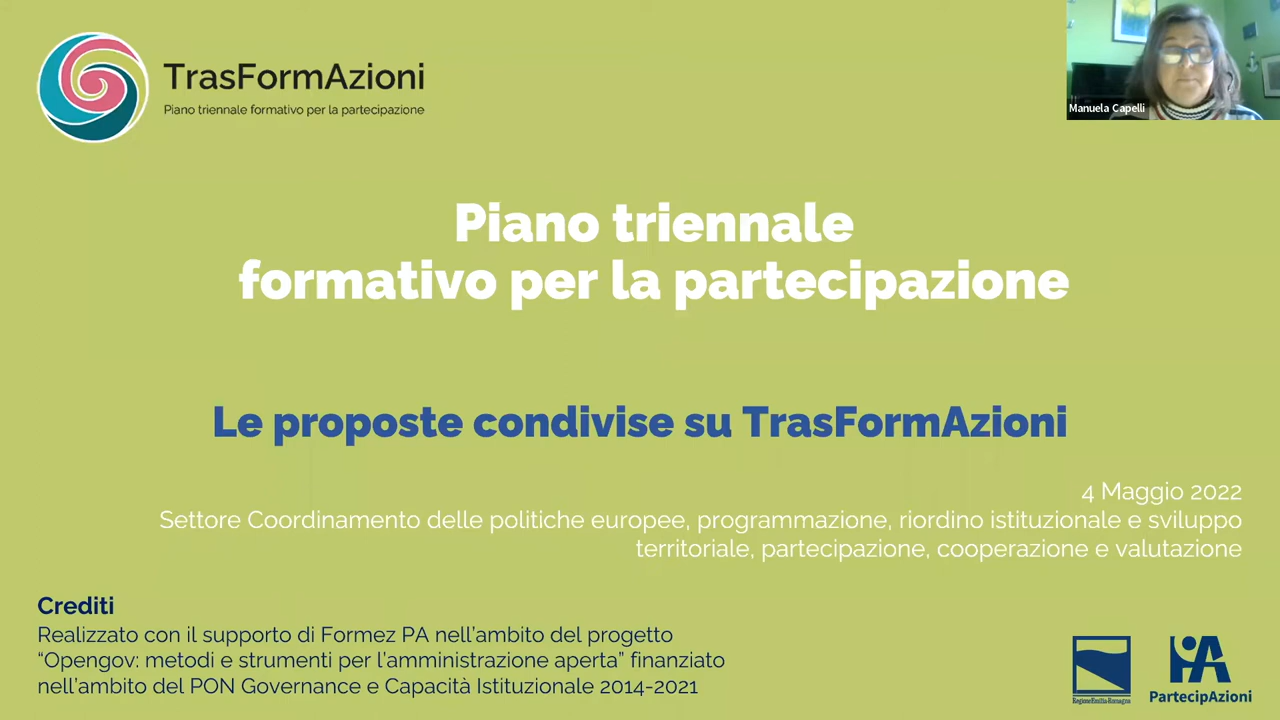 TrasFormAzioni
Piano triennale formativo per la partecipazione
Manuela Capelli
Piano triennale
formativo per la partecipazione
Le proposte condivise su TrasFormAzioni
4 Maggio 2022
Settore Coordinamento delle politiche europee, programmazione, riordino istituzionale e sviluppo
territoriale, partecipazione, cooperazione e valutazione
Crediti
Realizzato con il supporto di Formez PA nell’ambito del progetto
“Opengov: metodi e strumenti per l’amministrazione aperta” finanziato
nell’ambito del PON Governance e Capacità Istituzionale 2014-2021
RegioneEmilia-Romagna
PA
PartecipAzioni